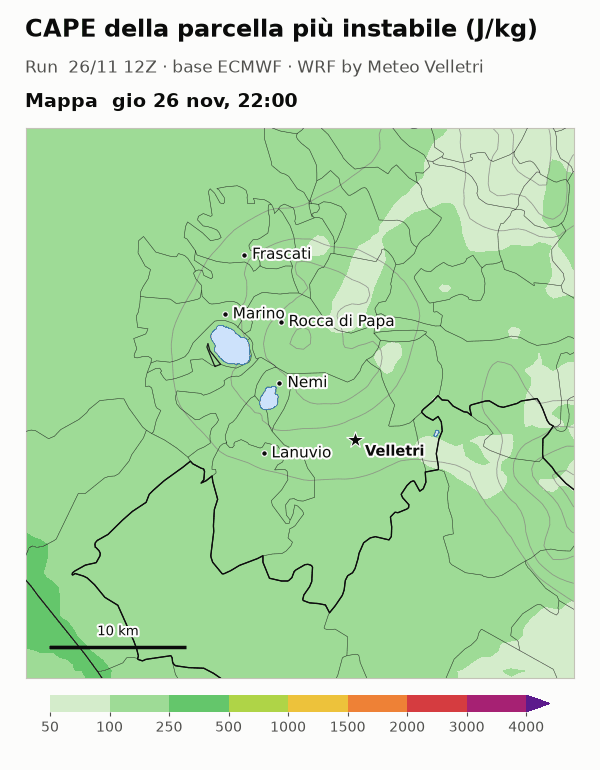 CAPE della parcella più instabile (J/kg)
Run  26/11 12Z · base ECMWF · WRF by Meteo Velletri
Mappa  gio 26 nov, 22:00
Frascati
Marino
Rocca di Papa
Nemi
Velletri
Lanuvio
10 km
50 100 250 500 1000 1500 2000 3000 4000